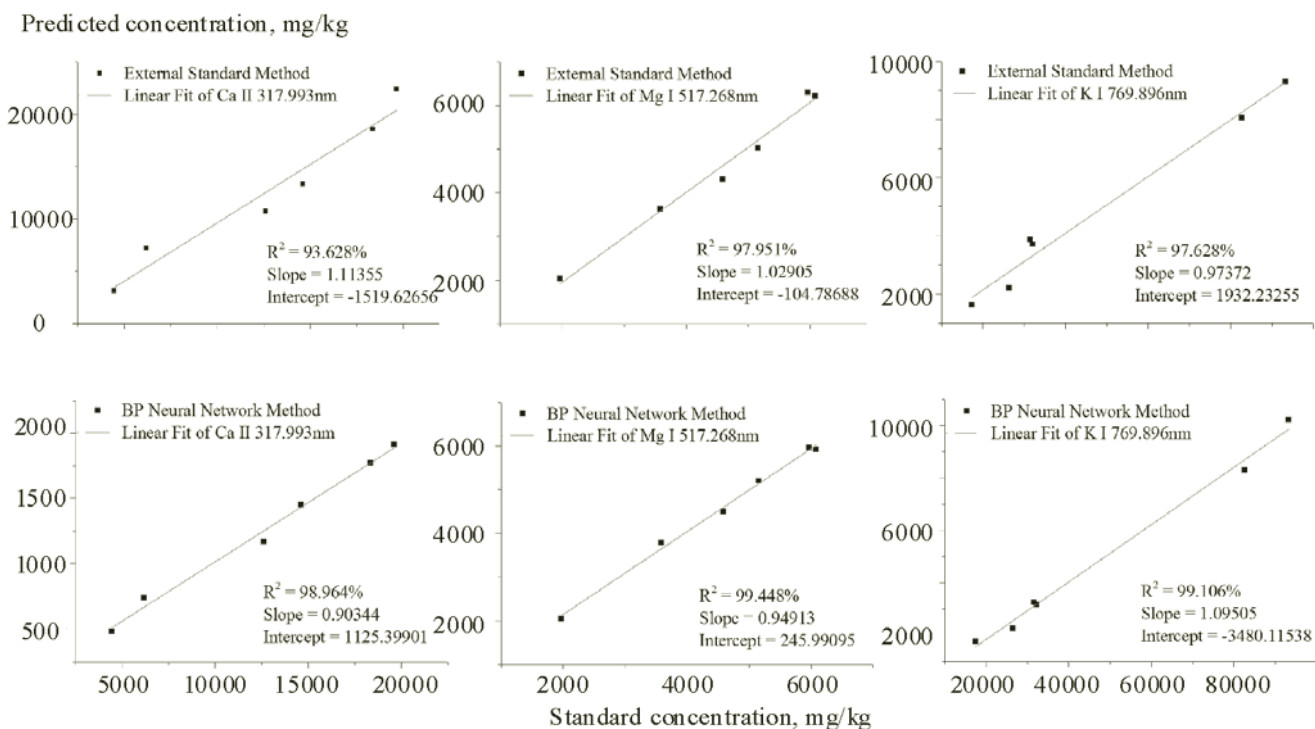 Predicted concentration, mg/kg
External Standard Method
Linear Fit of Ca II 317.993nm
20000
10000
0
R² = 93.628%
Slope = 1.11355
Intercept = -1519.62656
External Standard Method
Linear Fit of Mg I 517.268nm
6000
4000
2000
R² = 97.951%
Slope = 1.02905
Intercept = -104.78688
10000
External Standard Method
Linear Fit of K I 769.896nm
6000
2000
R² = 97.628%
Slope = 0.97372
Intercept = 1932.23255
BP Neural Network Method
Linear Fit of Ca II 317.993nm
2000
1500
1000
500
R² = 98.964%
Slope = 0.90344
Intercept = 1125.39901
5000 10000 15000 20000
BP Neural Network Method
Linear Fit of Mg I 517.268nm
6000
4000
2000
R² = 99.448%
Slope = 0.94913
Intercept = 245.99095
2000 4000 6000
BP Neural Network Method
Linear Fit of K I 769.896nm
10000
6000
2000
R² = 99.106%
Slope = 1.09505
Intercept = -3480.11538
20000 40000 60000 80000
Standard concentration, mg/kg